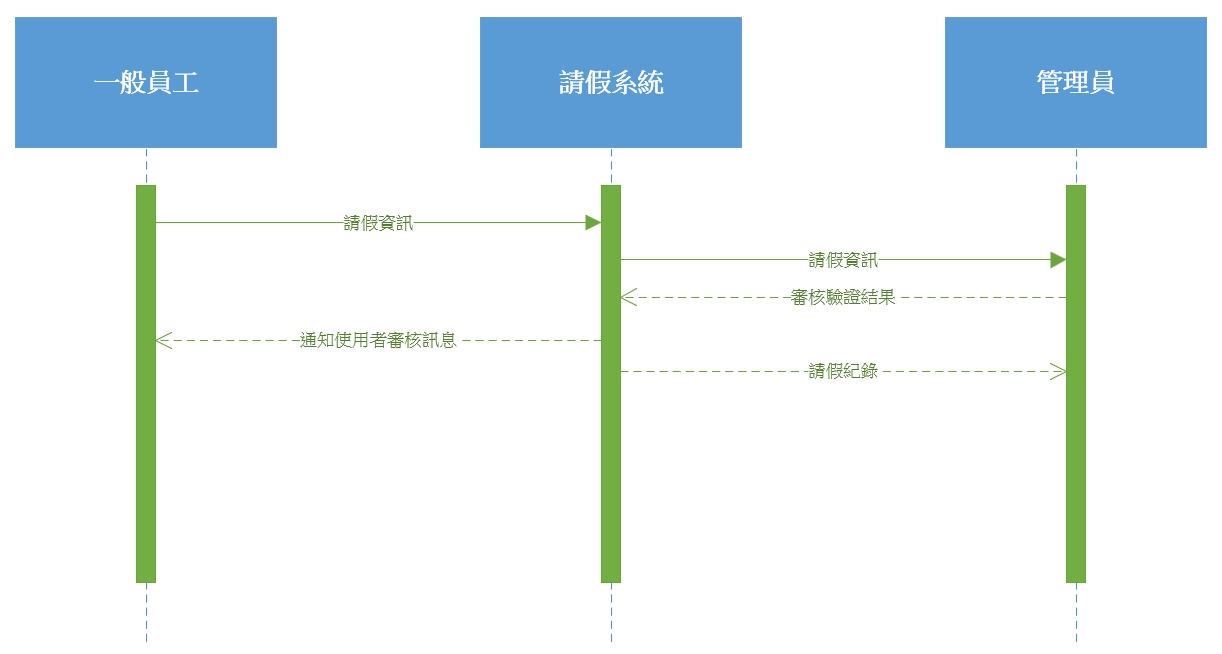 一般員工
請假系統
管理員
請假資訊
請假資訊
審核驗證結果
通知使用者審核訊息
請假紀錄